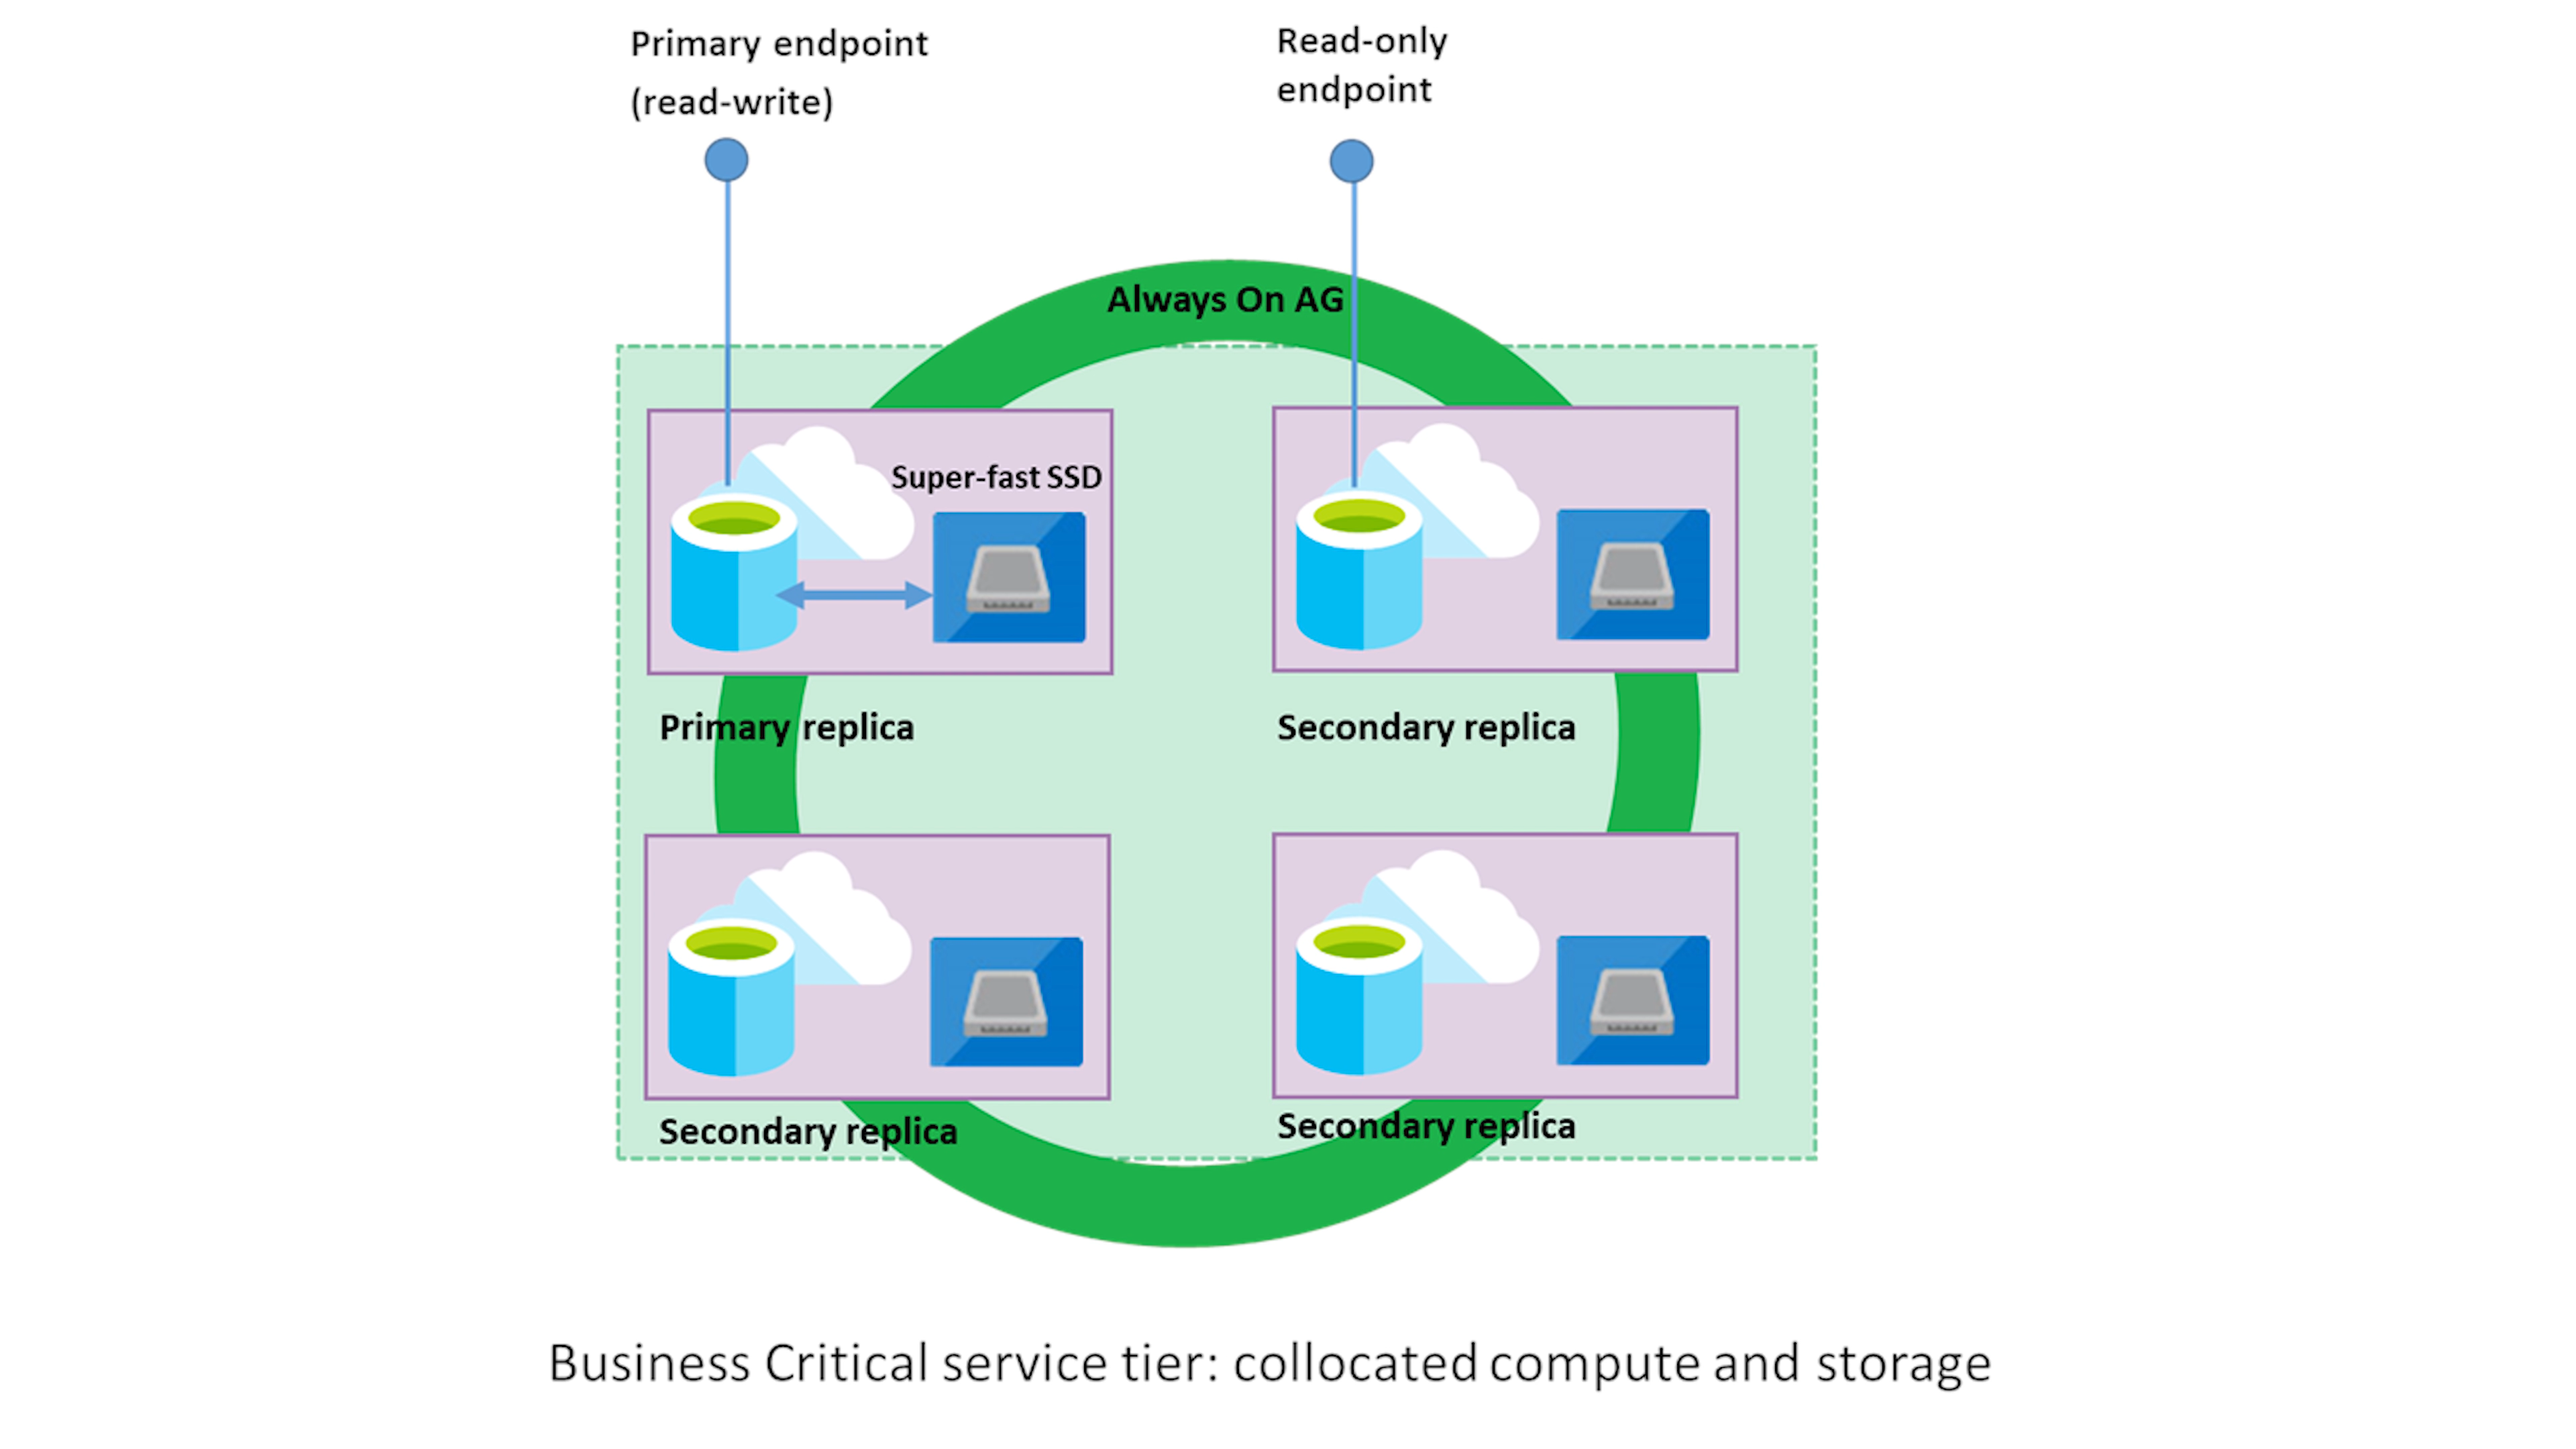 Primary endpoint
(read-write)
Read-only
endpoint
Always On AG
Super-fast SSD
Primary replica
Secondary replica
Secondary replica
Secondary replica
Business Critical service tier: collocated compute and storage